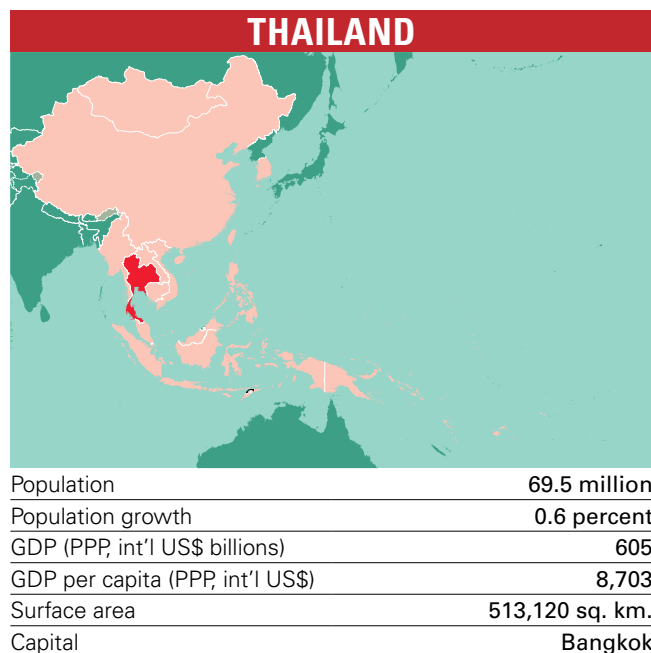 THAILAND
Population 69.5 million
Population growth 0.6 percent
GDP (PPP, int'l US$ billions) 605
GDP per capita (PPP, int'l US$) 8,703
Surface area 513,120 sq. km.
Capital Bangkok